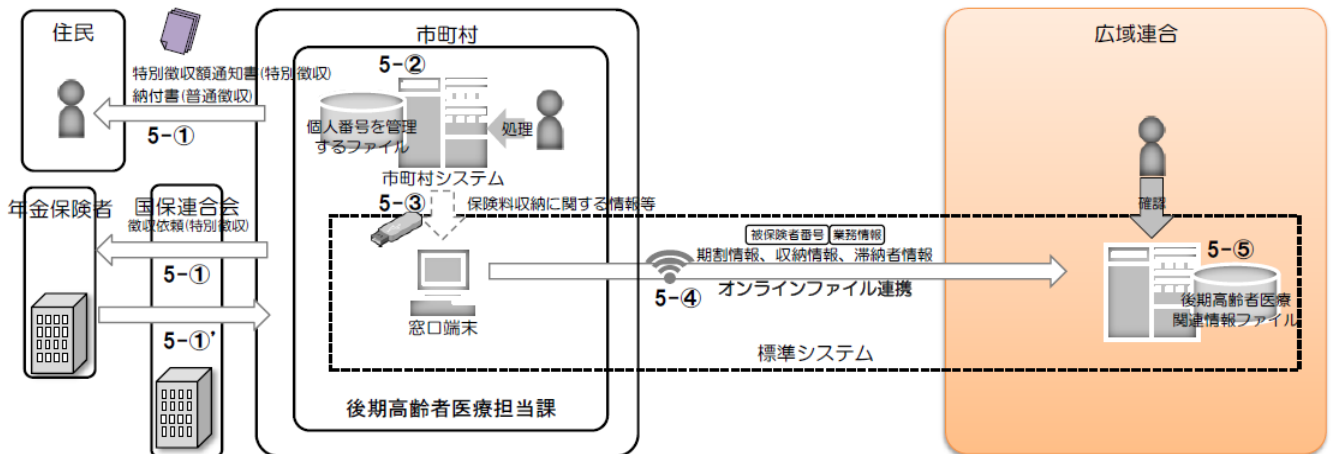 住民
特別徴収額通知書(特別徴収)
納付書(普通徴収)
5-①
年金保険者
国保連合会
徴収依頼(特別徴収)
5-①
5-①'
市町村
5-②
個人番号を管理
するファイル
処理
市町村システム
5-③
保険料収納に関する情報等
窓口端末
後期高齢者医療担当課
被保険者番号 業務情報
期割情報、収納情報、滞納者情報
5-④
オンラインファイル連携
標準システム
広域連合
確認
5-⑤
後期高齢者医療
関連情報ファイル